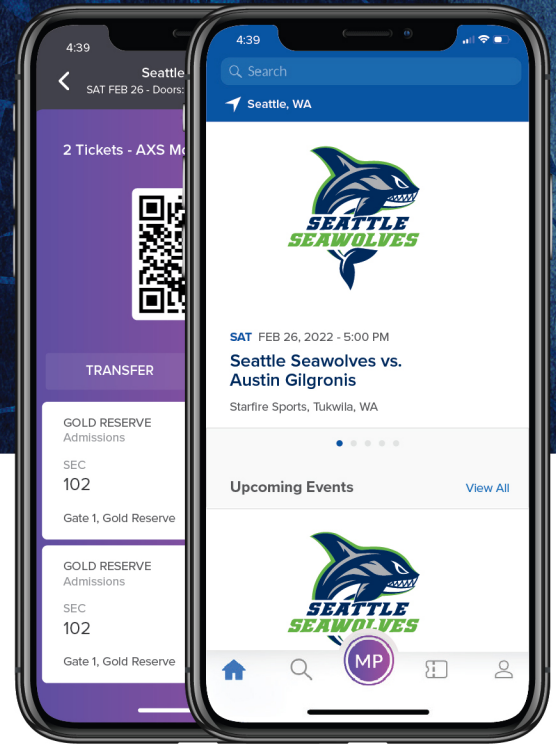 4:39
Seattle
SAT FEB 26 - Doors:
2 Tickets - AXS Mo
TRANSFER
GOLD RESERVE
Admissions
SEC
102
Gate 1, Gold Reserve
GOLD RESERVE
Admissions
SEC
102
Gate 1, Gold Reserve
4:39
Search
Seattle, WA
SEATTLE
SEAWOLVES
SAT FEB 26, 2022 - 5:00 PM
Seattle Seawolves vs.
Austin Gilgronis
Starfire Sports, Tukwila, WA
Upcoming Events
View All
SEATTLE
SEAWOLVES
MP